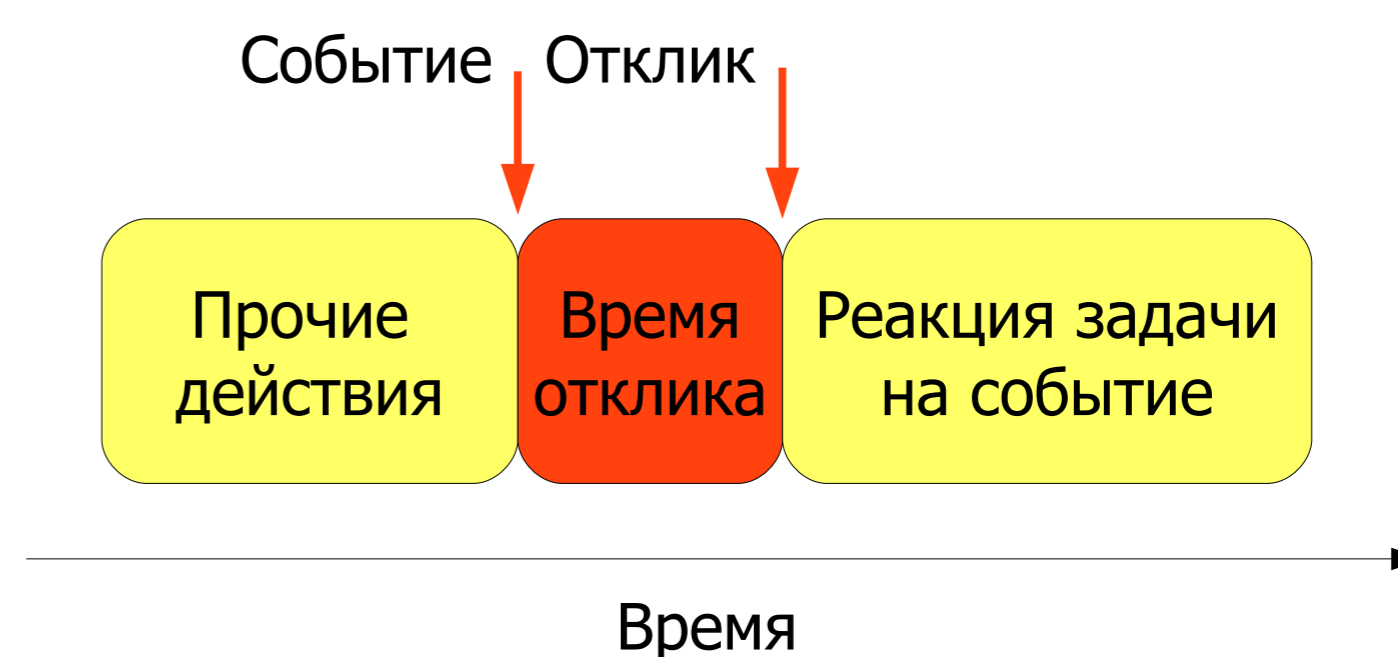 Событие Отклик
Прочие
действия
Время
отклика
Реакция задачи
на событие
Время